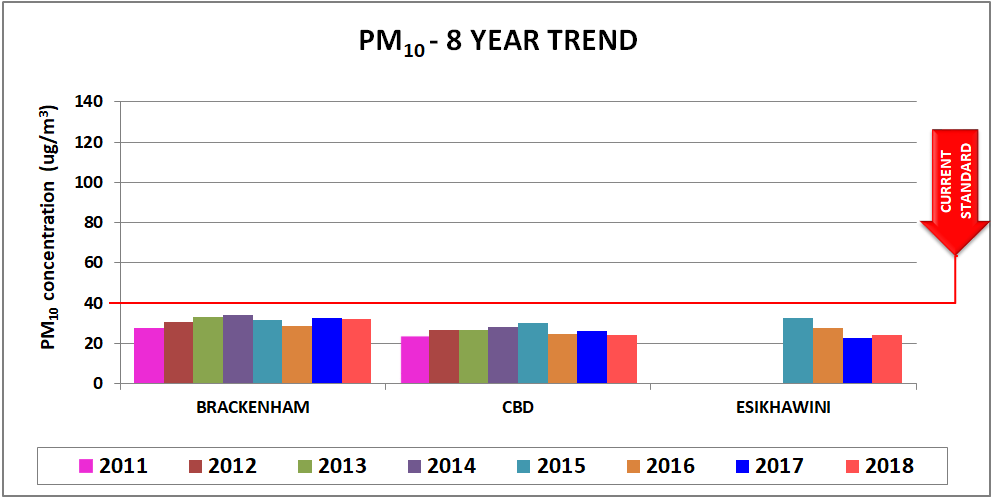 PM10 - 8 YEAR TREND
PM10 concentration (ug/m3)
140
120
100
80
60
40
20
0
CURRENT
STANDARD
BRACKENHAM CBD ESIKHAWINI
2011 2012 2013 2014 2015 2016 2017 2018